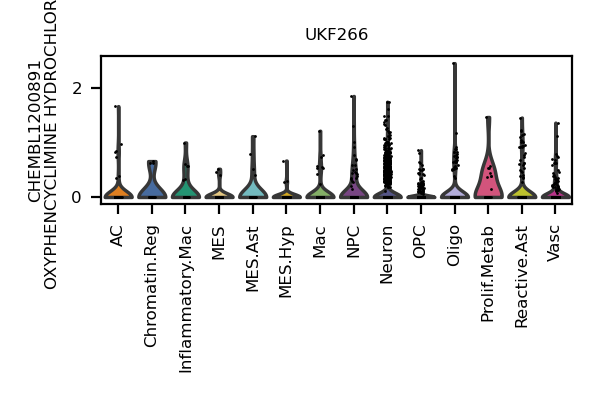 UKF266
CHEMBL1200891
OXYPHENCYCLIMINE HYDROCHLOR
2
0
AC
Chromatin.Reg
Inflammatory.Mac
MES
MES.Ast
MES.Hyp
Mac
NPC
Neuron
OPC
Oligo
Prolif.Metab
Reactive.Ast
Vasc